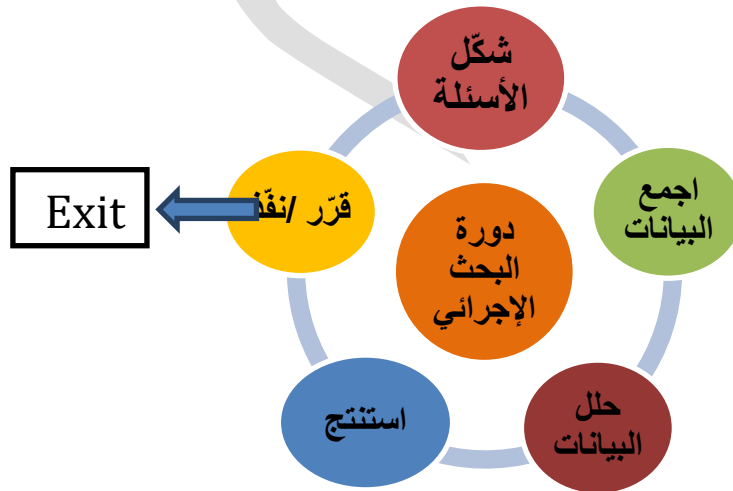 شكّل
الأسئلة
اجمع
البيانات
حلل
البيانات
استنتج
قرّر /نفّذ
Exit
دورة
البحث
الإجرائي